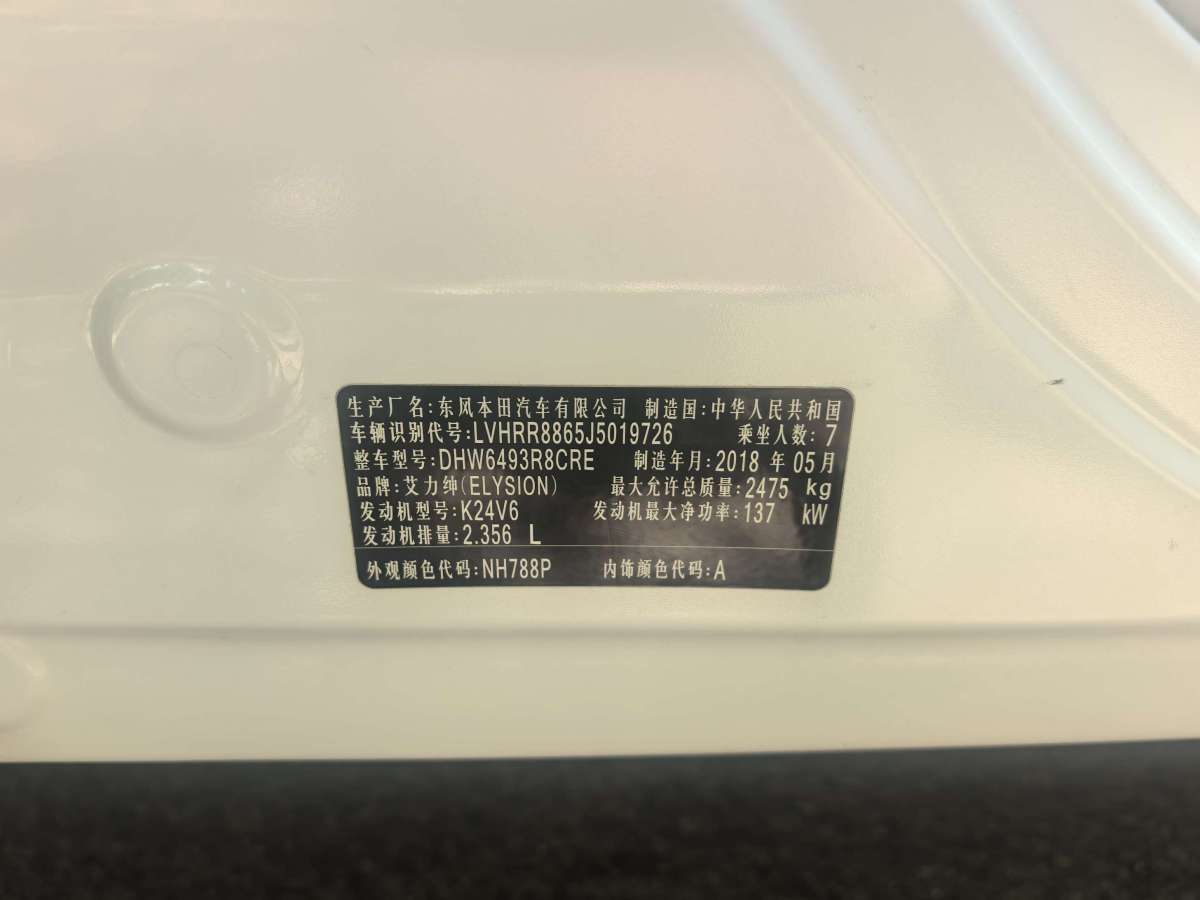 生产厂名:东风本田汽车有限公司 制造国:中华人民共和国
车辆识别代号:LVHRR8865J5019726 乘坐人数:7
整车型号:DHW6493R8CRE 制造年月:2018 年 05 月
品牌:艾力绅(ELYSION) 最大允许总质量:2475 kg
发动机型号:K24V6 发动机最大净功率:137 kW
发动机排量:2.356 L
外观颜色代码:NH788P 内饰颜色代码:A